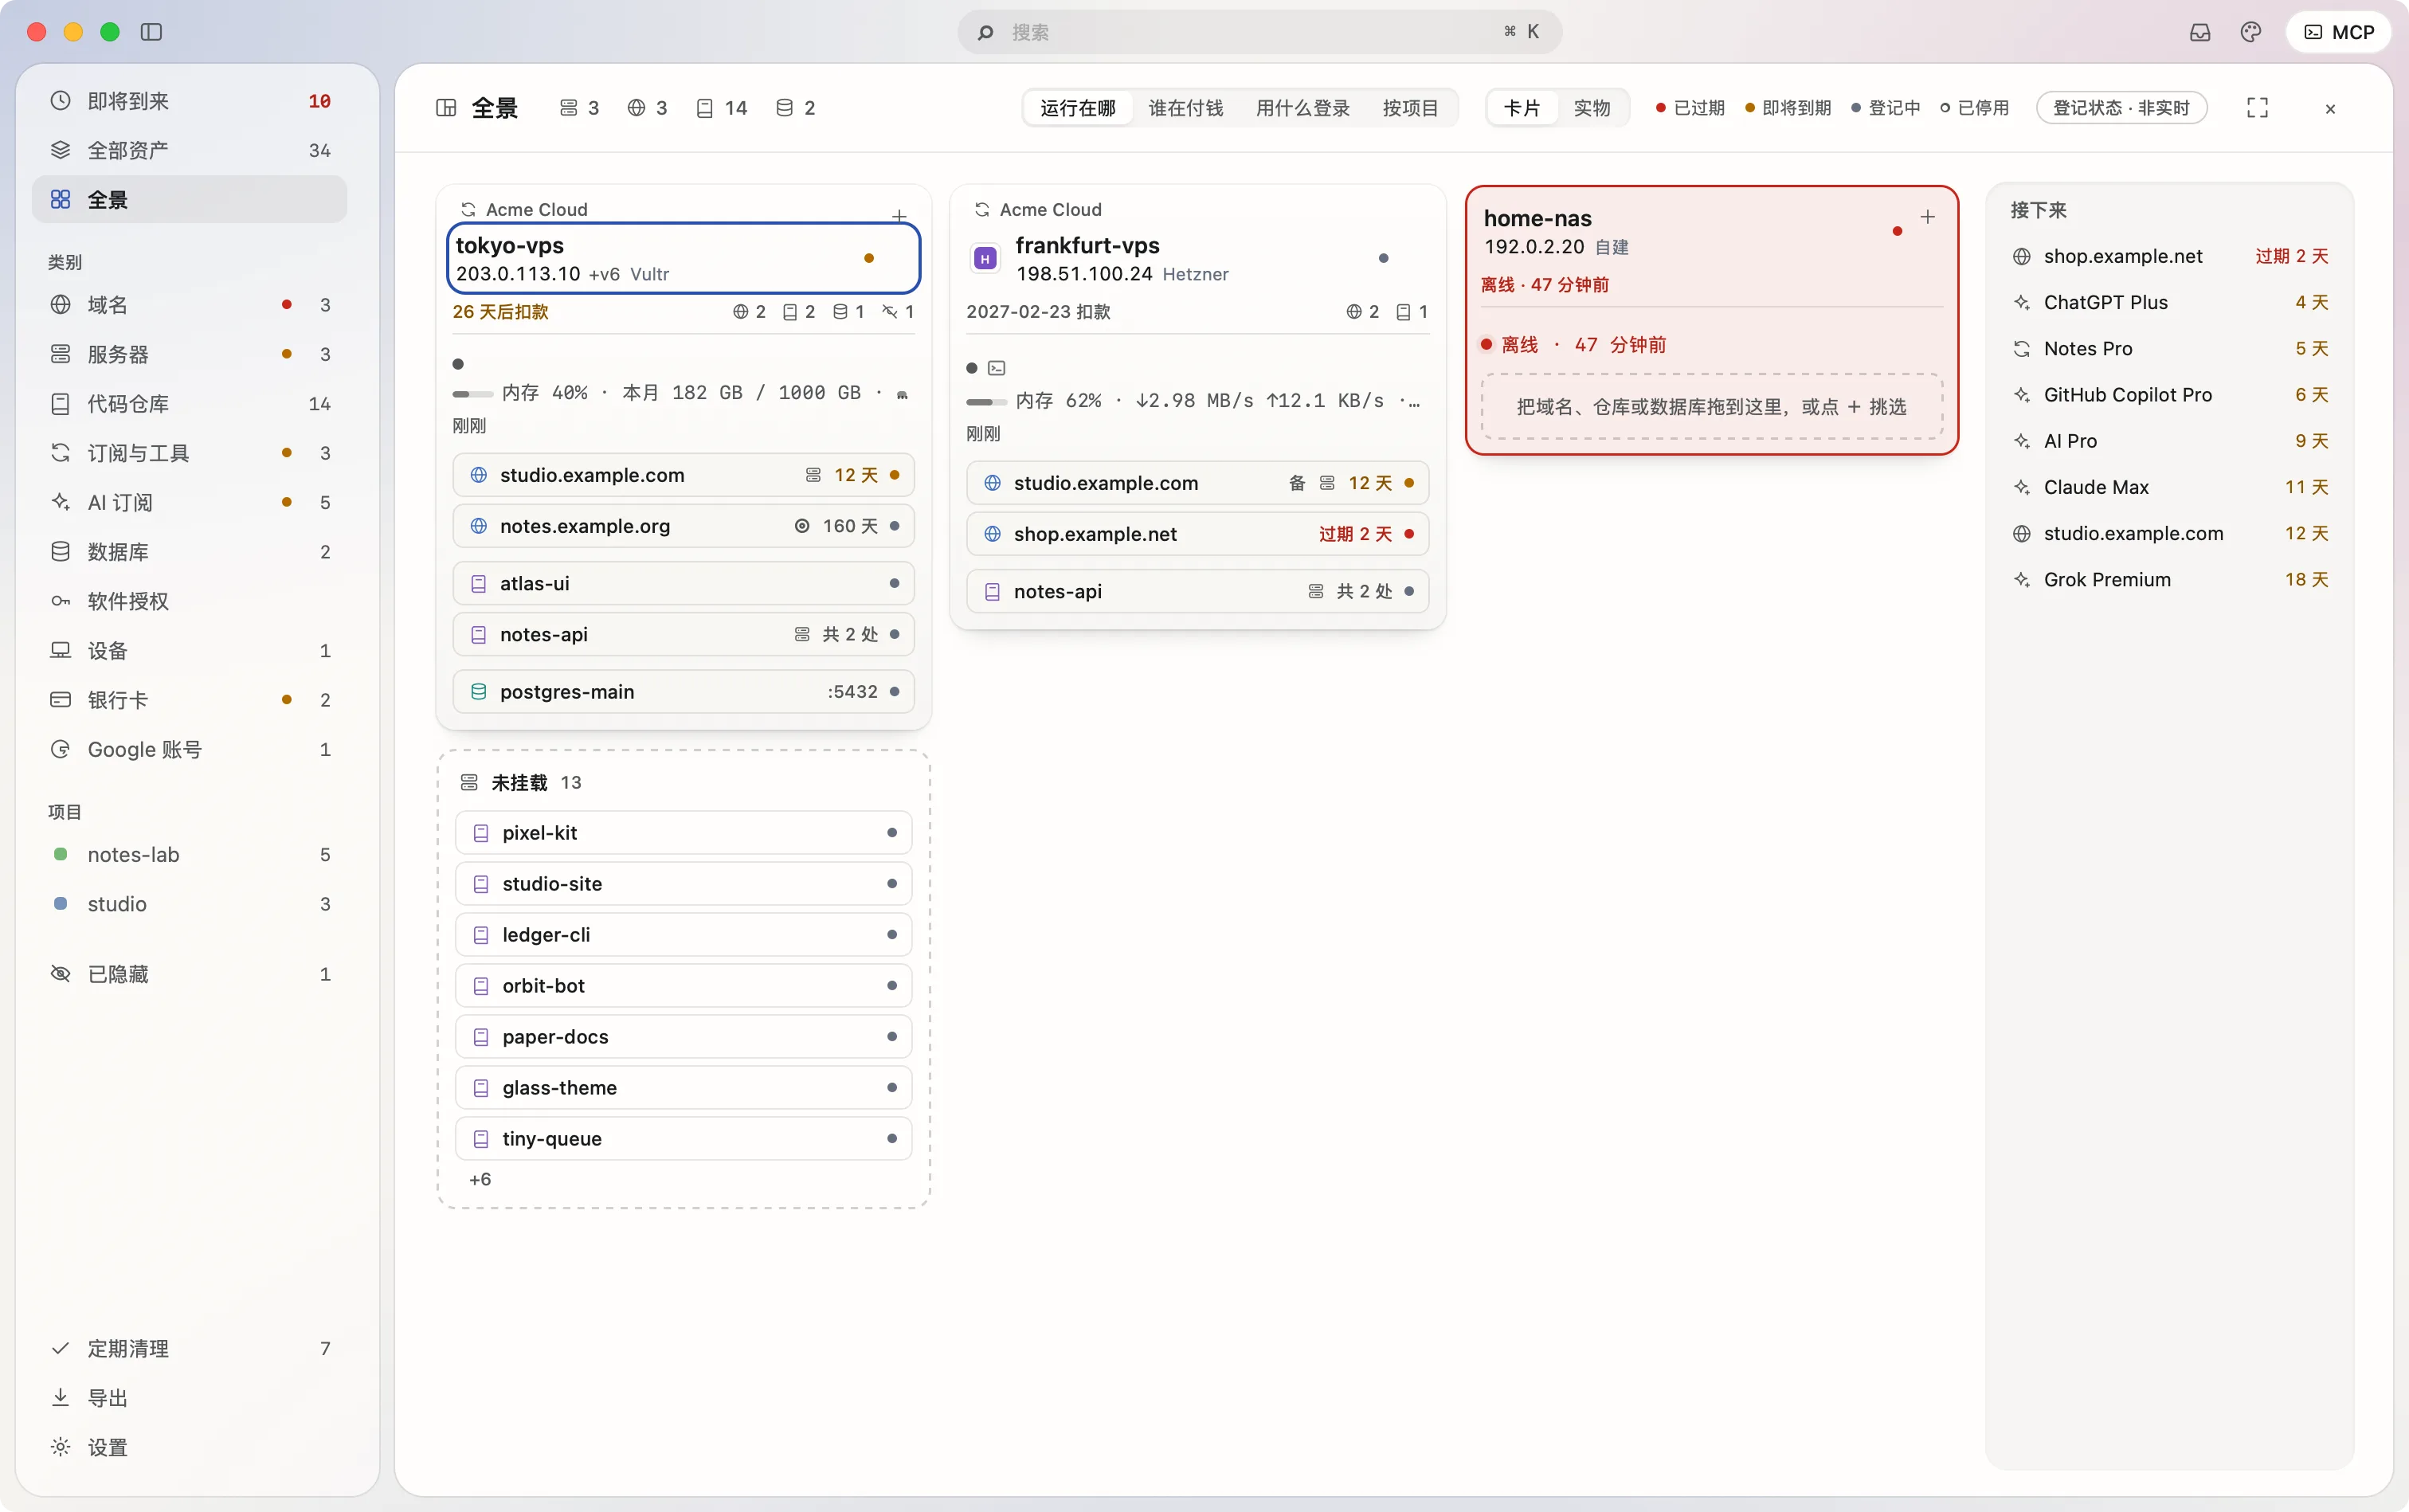 搜索 ⌘ K
MCP
即将到来 10
全部资产 34
全景
类别
域名 3
服务器 3
代码仓库 14
订阅与工具 3
AI 订阅 5
数据库 2
软件授权
设备 1
银行卡 2
Google 账号 1
项目
notes-lab 5
studio 3
已隐藏 1
定期清理 7
导出
设置
全景 3 3 14 2
运行在哪 谁在付钱 用什么登录 按项目
卡片 实物
已过期 即将到期 登记中 已停用
登记状态 · 非实时
Acme Cloud
tokyo-vps
203.0.113.10 +v6 Vultr
26 天后扣款 2 2 1 1
内存 40% · 本月 182 GB / 1000 GB ·
刚刚
studio.example.com 12 天
notes.example.org 160 天
atlas-ui
notes-api 共 2 处
postgres-main :5432
未挂载 13
pixel-kit
studio-site
ledger-cli
orbit-bot
paper-docs
glass-theme
tiny-queue
+6
Acme Cloud
H
frankfurt-vps
198.51.100.24 Hetzner
2027-02-23 扣款 2 1
内存 62% · ↓2.98 MB/s ↑12.1 KB/s ·…
刚刚
studio.example.com 备 12 天
shop.example.net 过期 2 天
notes-api 共 2 处
home-nas
192.0.2.20 自建
离线 · 47 分钟前
离线 · 47 分钟前
把域名、仓库或数据库拖到这里，或点 + 挑选
接下来
shop.example.net 过期 2 天
ChatGPT Plus 4 天
Notes Pro 5 天
GitHub Copilot Pro 6 天
AI Pro 9 天
Claude Max 11 天
studio.example.com 12 天
Grok Premium 18 天